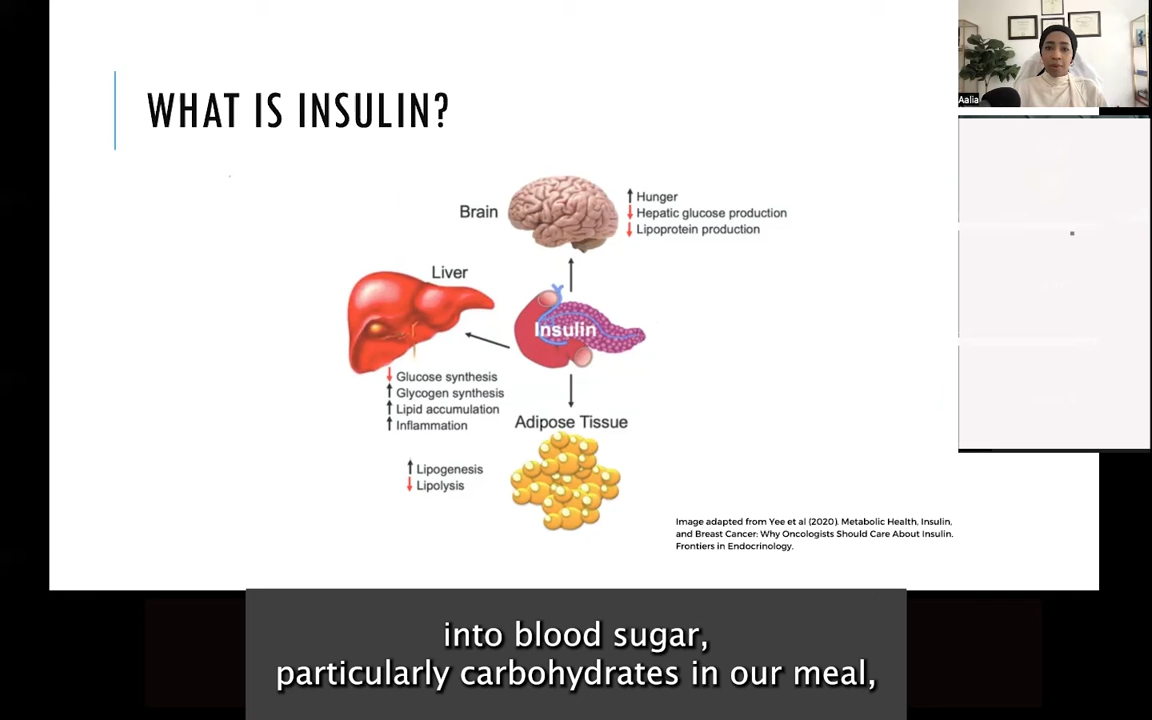 WHAT IS INSULIN?
Aalia
Brain
↑ Hunger
↓ Hepatic glucose production
↓ Lipoprotein production
Liver
Insulin
↓ Glucose synthesis
↑ Glycogen synthesis
↑ Lipid accumulation
↑ Inflammation
Adipose Tissue
↑ Lipogenesis
↓ Lipolysis
Image adapted from Yee et al (2020). Metabolic Health, Insulin,
and Breast Cancer: Why Oncologists Should Care About Insulin.
Frontiers in Endocrinology.
into blood sugar,
particularly carbohydrates in our meal,